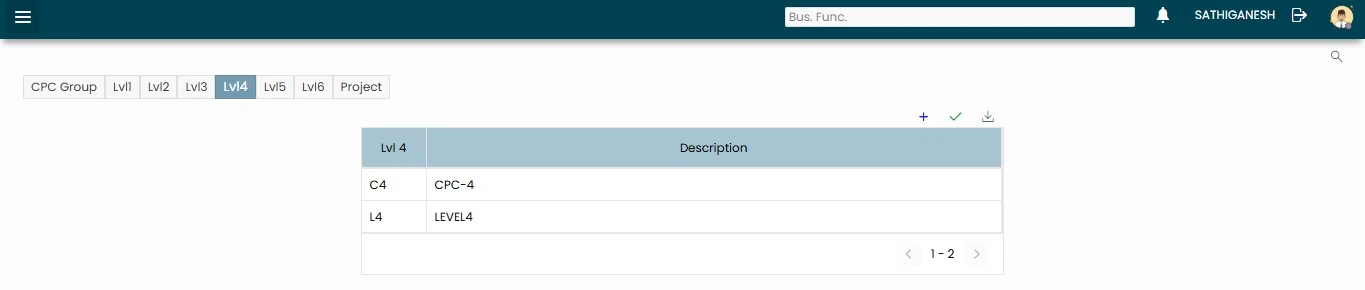 Bus. Func. SATHIGANESH
CPC Group Lvl1 Lvl2 Lvl3 Lvl4 Lvl5 Lvl6 Project
Lvl 4 Description
C4 CPC-4
L4 LEVEL4
1 - 2